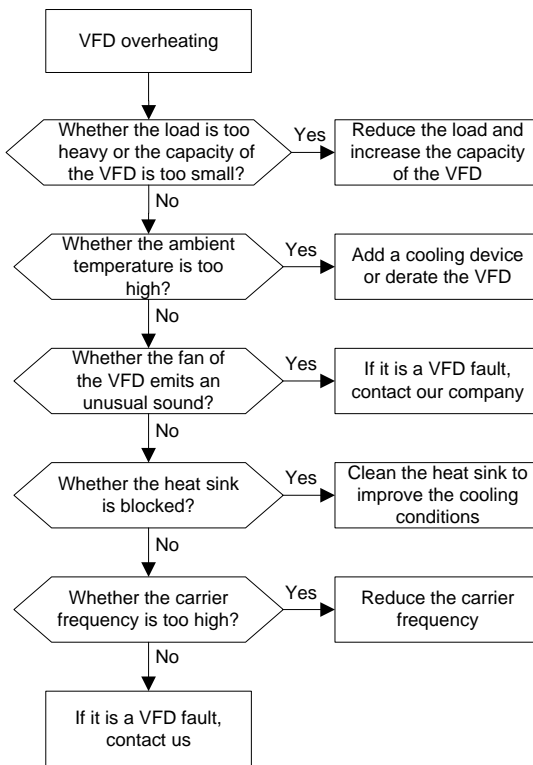 VFD overheating
Whether the load is too
heavy or the capacity of
the VFD is too small?
Yes
Reduce the load and
increase the capacity
of the VFD
No
Whether the ambient
temperature is too
high?
Yes
Add a cooling device
or derate the VFD
No
Whether the fan of
the VFD emits an
unusual sound?
Yes
If it is a VFD fault,
contact our company
No
Whether the heat sink
is blocked?
Yes
Clean the heat sink to
improve the cooling
conditions
No
Whether the carrier
frequency is too high?
Yes
Reduce the carrier
frequency
No
If it is a VFD fault,
contact us